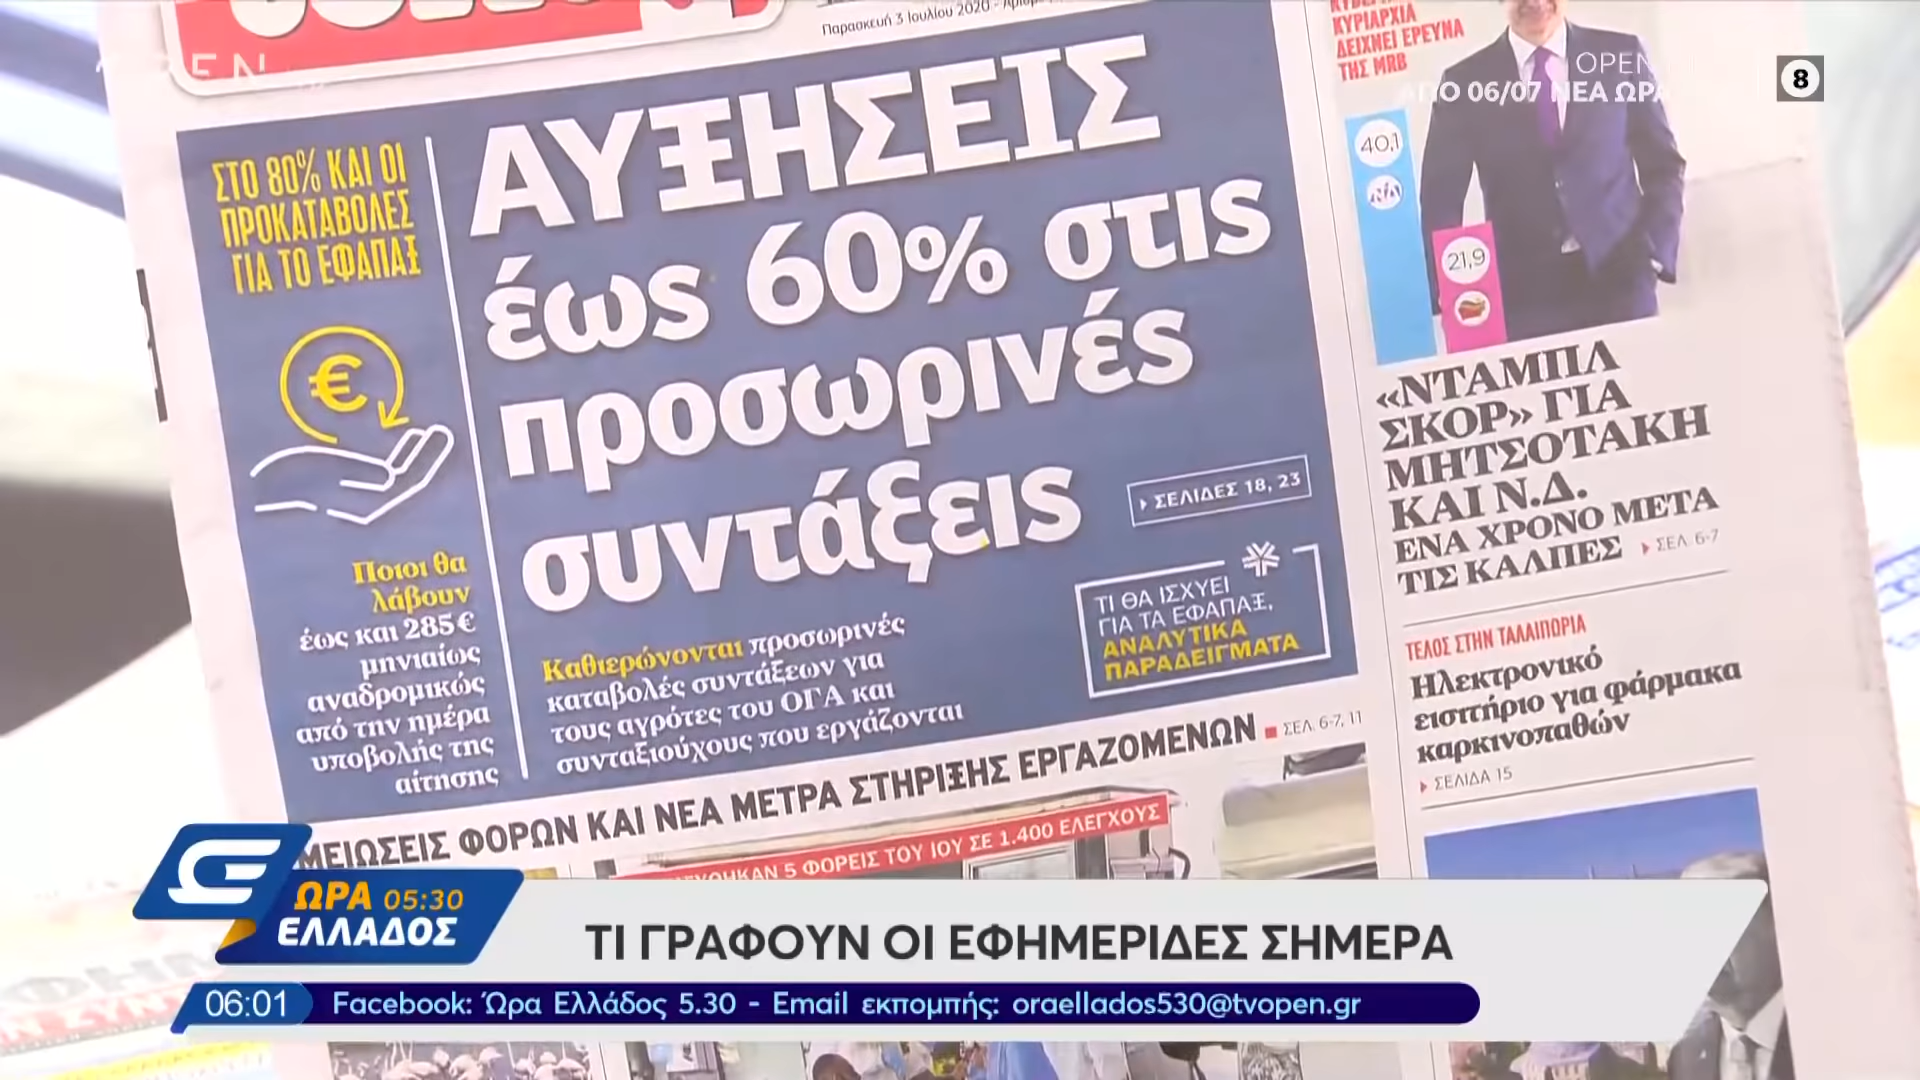 Παρασκευή 3 Ιουλίου 2020
ΣΤΟ 80% ΚΑΙ ΟΙ
ΠΡΟΚΑΤΑΒΟΛΕΣ
ΓΙΑ ΤΟ ΕΦΑΠΑΞ
€
Ποιοι θα
λάβουν
έως και 285€
μηνιαίως
αναδρομικώς
από την ημέρα
υποβολής της
αίτησης
ΑΥΞΗΣΕΙΣ
έως 60% στις
προσωρινές
συντάξεις
▸ ΣΕΛΙΔΕΣ 18, 23
Καθιερώνονται προσωρινές
καταβολές συντάξεων για
τους αγρότες του ΟΓΑ και
συνταξιούχους που εργάζονται
ΤΙ ΘΑ ΙΣΧΥΕΙ
ΓΙΑ ΤΑ ΕΦΑΠΑΞ,
ΑΝΑΛΥΤΙΚΑ
ΠΑΡΑΔΕΙΓΜΑΤΑ
ΚΥΡΙΑΡΧΙΑ
ΔΕΙΧΝΕΙ ΕΡΕΥΝΑ
ΤΗΣ MRB
OPEN
ΑΠΟ 06/07 ΝΕΑ ΩΡΑ
8
40,1
21,9
«ΝΤΑΜΠΛ
ΣΚΟΡ» ΓΙΑ
ΜΗΤΣΟΤΑΚΗ
ΚΑΙ Ν.Δ.
ΕΝΑ ΧΡΟΝΟ ΜΕΤΑ
ΤΙΣ ΚΑΛΠΕΣ ▸ ΣΕΛ. 6-7
ΤΕΛΟΣ ΣΤΗΝ ΤΑΛΑΙΠΩΡΙΑ
Ηλεκτρονικό
εισιτήριο για φάρμακα
καρκινοπαθών
▸ ΣΕΛΙΔΑ 15
ΜΕΙΩΣΕΙΣ ΦΟΡΩΝ ΚΑΙ ΝΕΑ ΜΕΤΡΑ ΣΤΗΡΙΞΗΣ ΕΡΓΑΖΟΜΕΝΩΝ ■ ΣΕΛ. 6-7, 11
5 ΦΟΡΕΙΣ ΤΟΥ ΙΟΥ ΣΕ 1.400 ΕΛΕΓΧΟΥΣ
ΩΡΑ 05:30
ΕΛΛΑΔΟΣ
ΤΙ ΓΡΑΦΟΥΝ ΟΙ ΕΦΗΜΕΡΙΔΕΣ ΣΗΜΕΡΑ
06:01 Facebook: Ώρα Ελλάδος 5.30 - Email εκπομπής: oraellados530@tvopen.gr